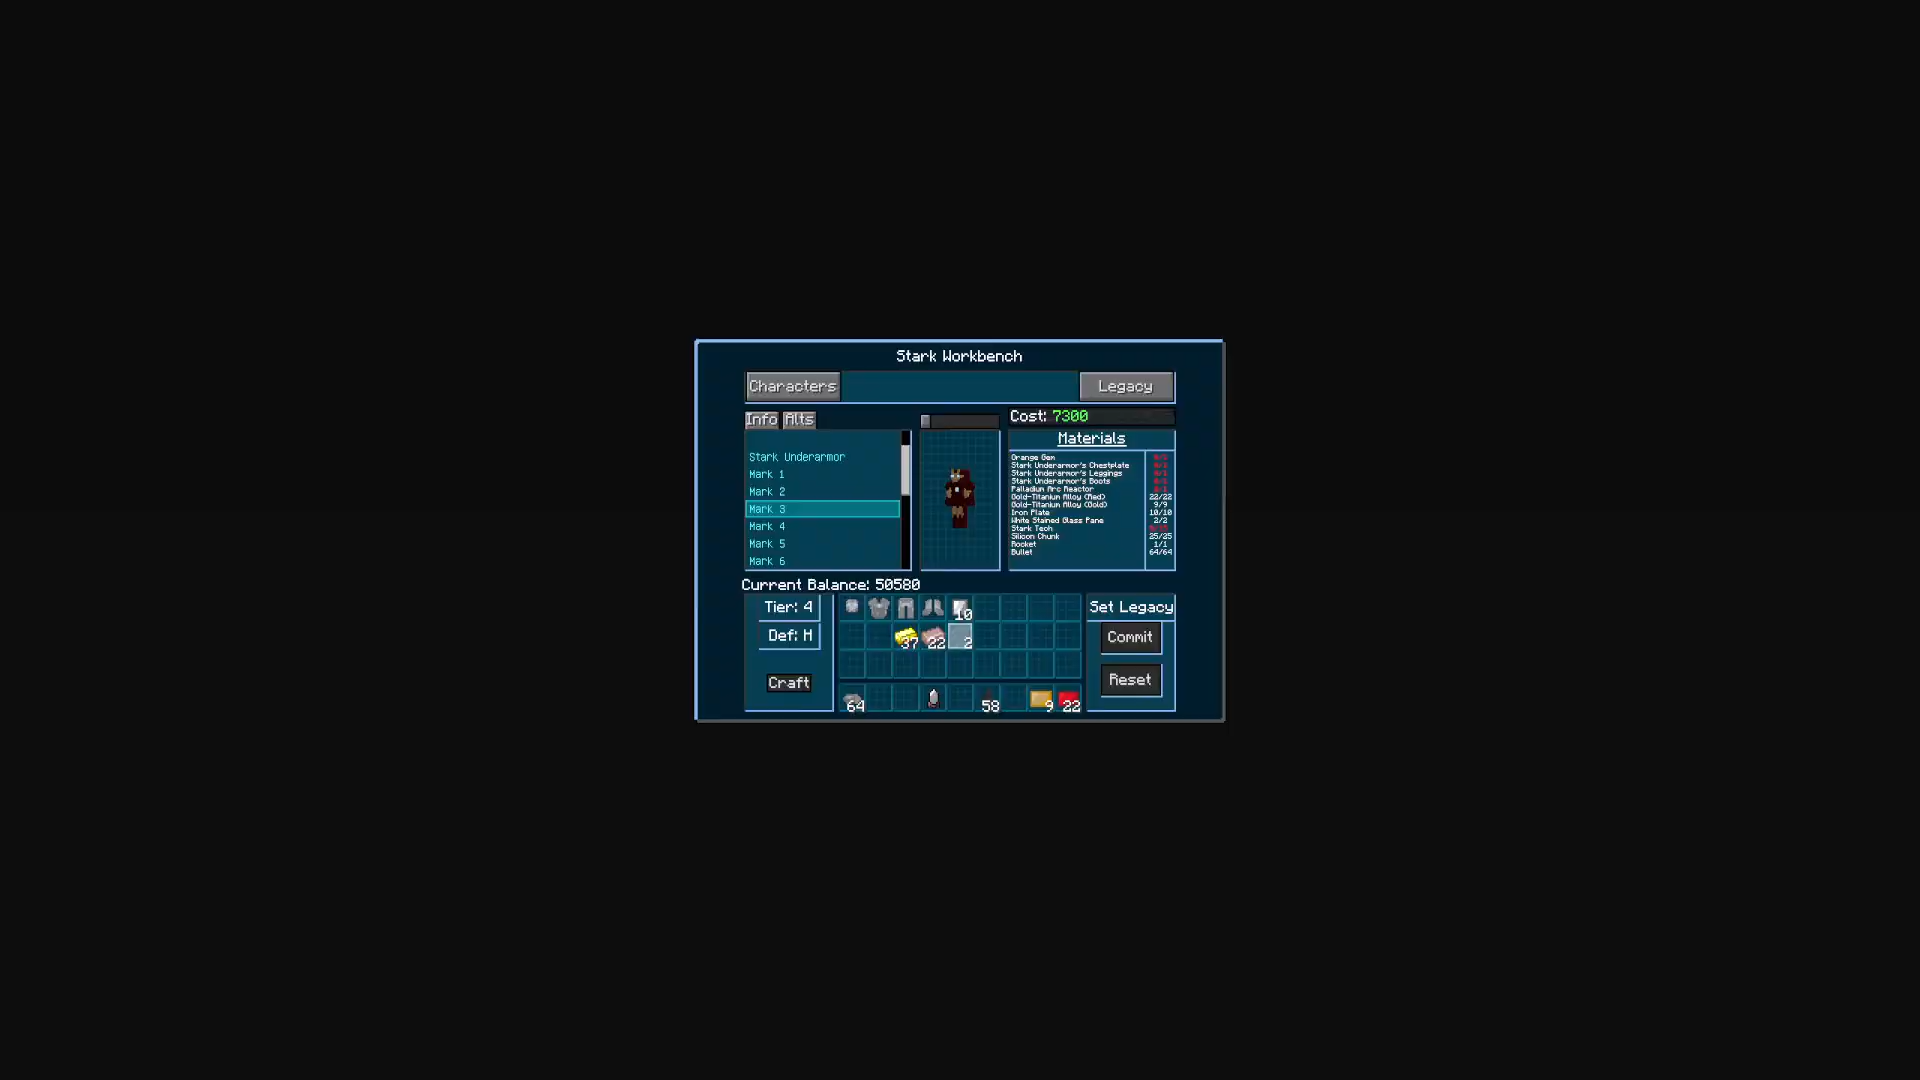 Stark Workbench
Characters
Legacy
Info Alts
Cost: 7300
Materials
Stark Underarmor
Mark 1
Mark 2
Mark 3
Mark 4
Mark 5
Mark 6
Orange Gem
Stark Underarmor's Chestplate
Stark Underarmor's Leggings
Stark Underarmor's Boots
Palladium Arc Reactor
Gold-Titanium Alloy (Red) 22/22
Gold-Titanium Alloy (Gold) 9/9
Iron Plate 10/10
White Stained Glass Pane 2/2
Stark Tech
Silicon Chunk 25/25
Rocket 1/1
Bullet 64/64
Current Balance: 50580
Tier: 4
Def: H
Craft
10
37 22 2
64 58 9 22
Set Legacy
Commit
Reset